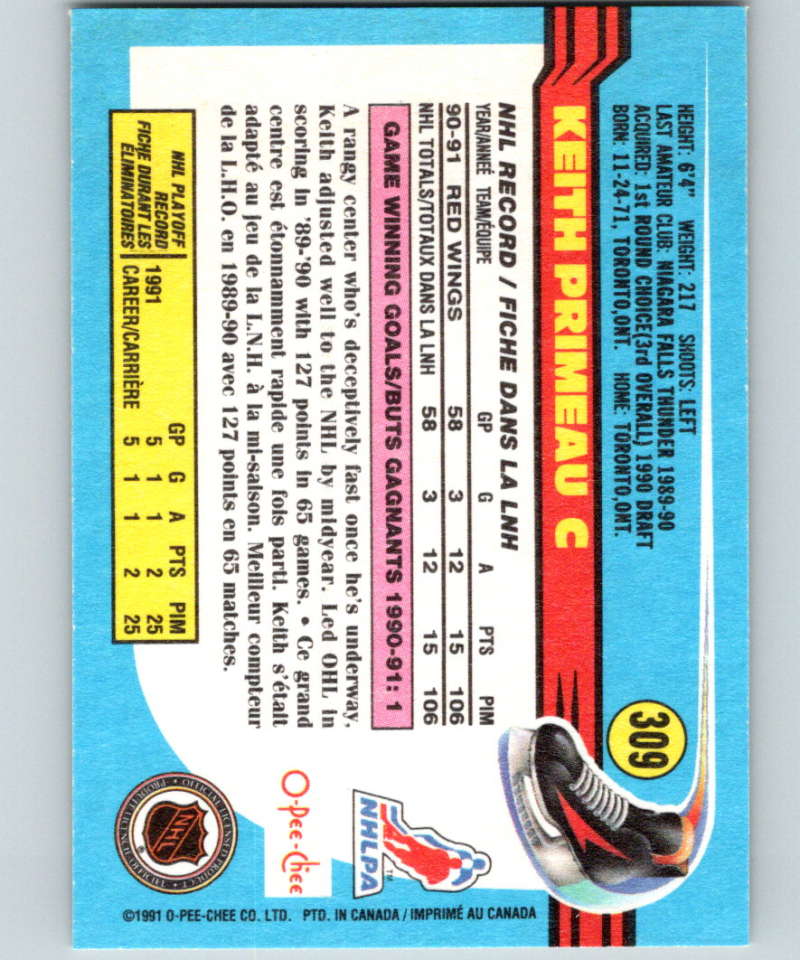 HEIGHT: 6'4" WEIGHT: 217 SHOOTS: LEFT
LAST AMATEUR CLUB: NIAGARA FALLS THUNDER 1989-90
ACQUIRED: 1st ROUND CHOICE(3rd OVERALL) 1990 DRAFT
BORN: 11-24-71, TORONTO,ONT. HOME: TORONTO,ONT.
309
KEITH PRIMEAU C
NHL RECORD / FICHE DANS LA LNH
YEAR/ANNÉE TEAM/ÉQUIPE GP G A PTS PIM
90-91 RED WINGS 58 3 12 15 106
NHL TOTALS/TOTAUX DANS LA LNH 58 3 12 15 106
GAME WINNING GOALS/BUTS GAGNANTS 1990-91: 1
A rangy center who's deceptively fast once he's underway,
Keith adjusted well to the NHL by midyear. Led OHL in
scoring in '89-'90 with 127 points in 65 games. • Ce grand
centre est étonnamment rapide une fois parti. Keith s'était
adapté au jeu de la L.N.H. à la mi-saison. Meilleur compteur
de la L.H.O. en 1989-90 avec 127 points en 65 matches.
NHL PLAYOFF
RECORD
FICHE DURANT LES
ÉLIMINATOIRES
GP G A PTS PIM
1991 5 1 1 2 25
CAREER/CARRIÈRE 5 1 1 2 25
NHLPA
TM
O-Pee-Chee
NHL
®
• OFFICIAL LICENSED PRODUCT •
PRODUIT LICENCIÉ OFFICIEL
©1991 O-PEE-CHEE CO. LTD. PTD. IN CANADA / IMPRIMÉ AU CANADA